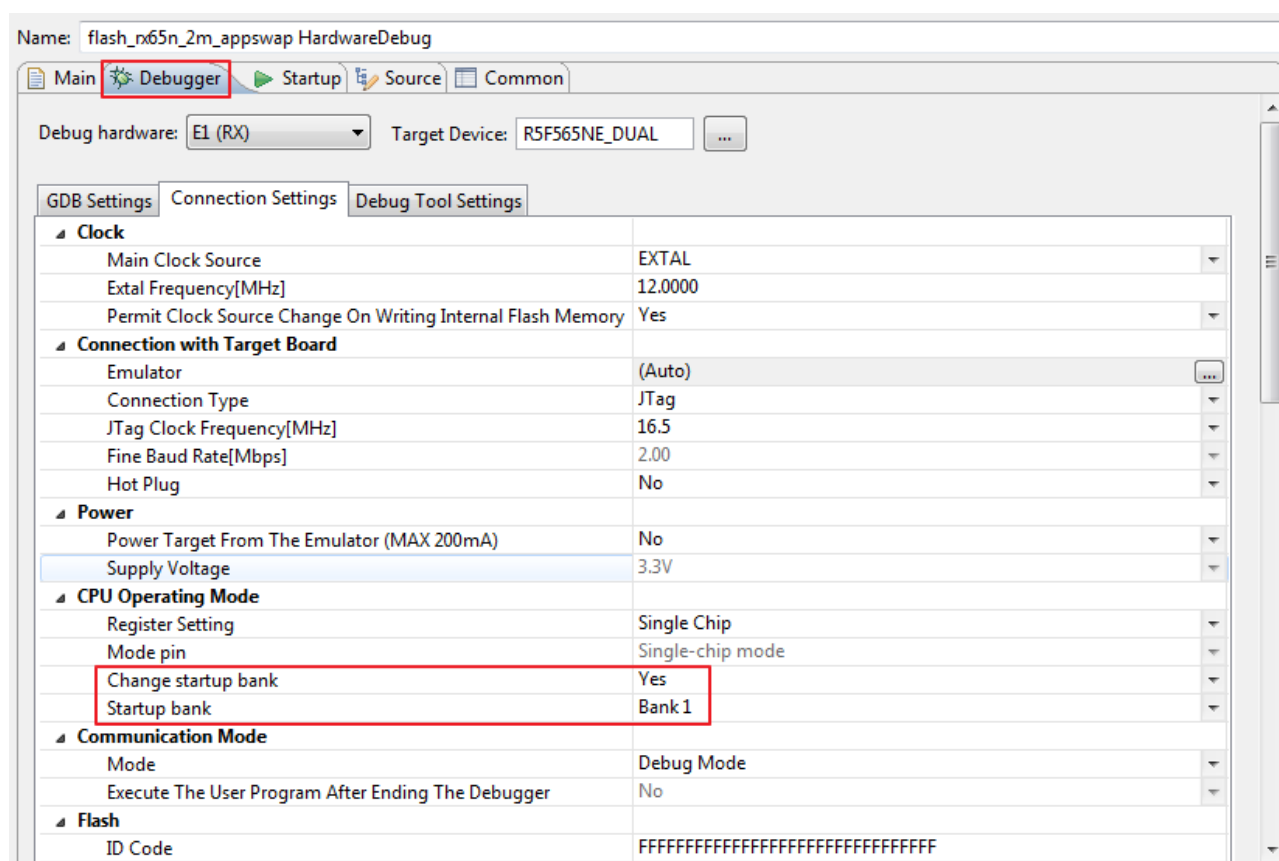 Name: flash_rx65n_2m_appswap HardwareDebug
Main Debugger Startup Source Common
Debug hardware: E1 (RX) Target Device: R5F565NE_DUAL ...
GDB Settings Connection Settings Debug Tool Settings
Clock
Main Clock Source EXTAL
Extal Frequency[MHz] 12.0000
Permit Clock Source Change On Writing Internal Flash Memory Yes
Connection with Target Board
Emulator (Auto) ...
Connection Type JTag
JTag Clock Frequency[MHz] 16.5
Fine Baud Rate[Mbps] 2.00
Hot Plug No
Power
Power Target From The Emulator (MAX 200mA) No
Supply Voltage 3.3V
CPU Operating Mode
Register Setting Single Chip
Mode pin Single-chip mode
Change startup bank Yes
Startup bank Bank 1
Communication Mode
Mode Debug Mode
Execute The User Program After Ending The Debugger No
Flash
ID Code FFFFFFFFFFFFFFFFFFFFFFFFFFFFFFFF